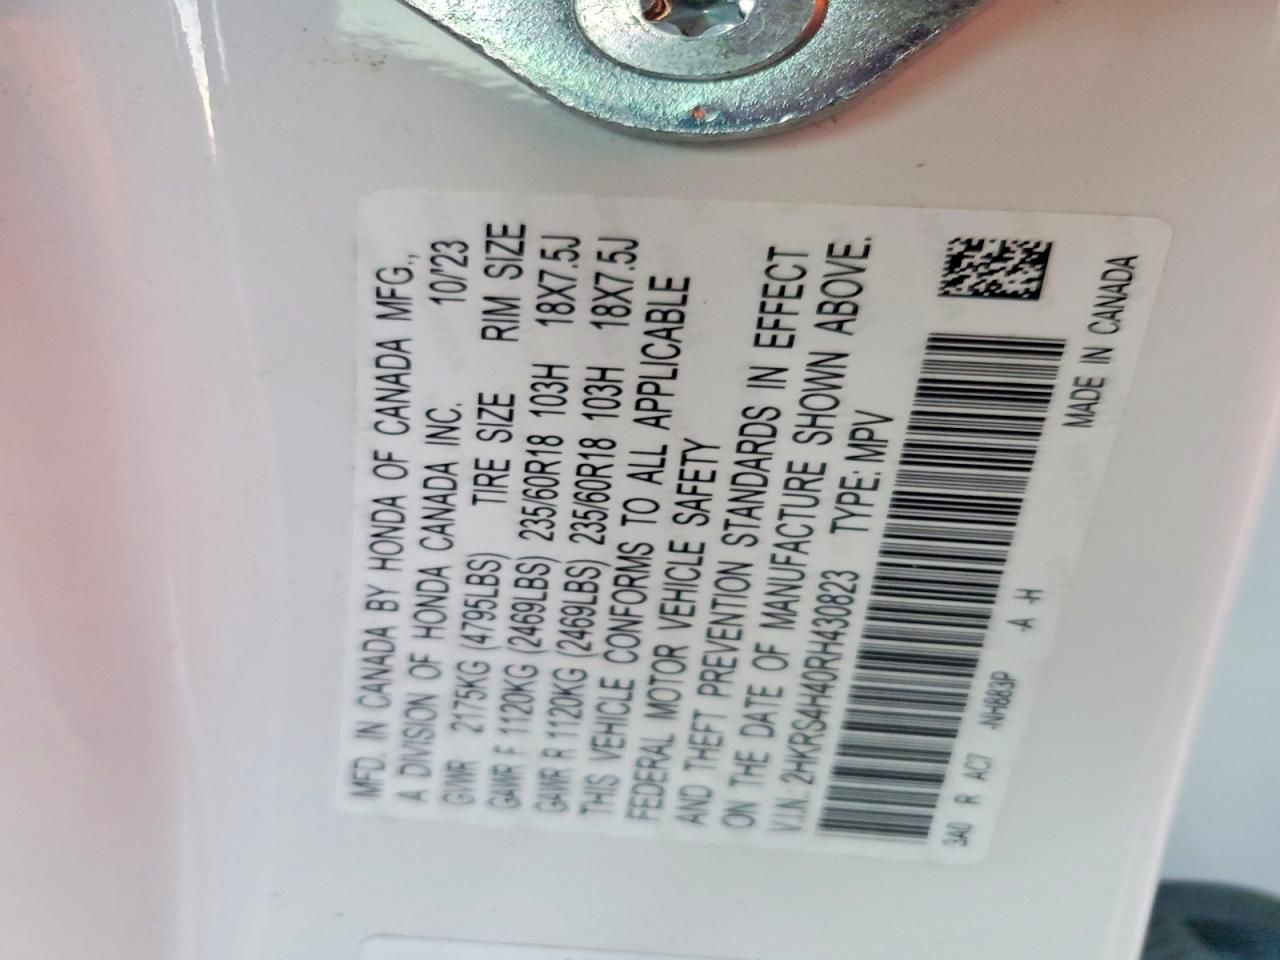 MFD. IN CANADA BY HONDA OF CANADA MFG.,
A DIVISION OF HONDA CANADA INC. 10/'23
GVWR 2175KG (4795LBS) TIRE SIZE RIM SIZE
GAWR F 1120KG (2469LBS) 235/60R18 103H 18X7.5J
GAWR R 1120KG (2469LBS) 235/60R18 103H 18X7.5J
THIS VEHICLE CONFORMS TO ALL APPLICABLE
FEDERAL MOTOR VEHICLE SAFETY
AND THEFT PREVENTION STANDARDS IN EFFECT
ON THE DATE OF MANUFACTURE SHOWN ABOVE.
V.I.N.: 2HKRS4H40RH430823 TYPE: MPV
3A0 R AC7 -NH883P -A -H
MADE IN CANADA